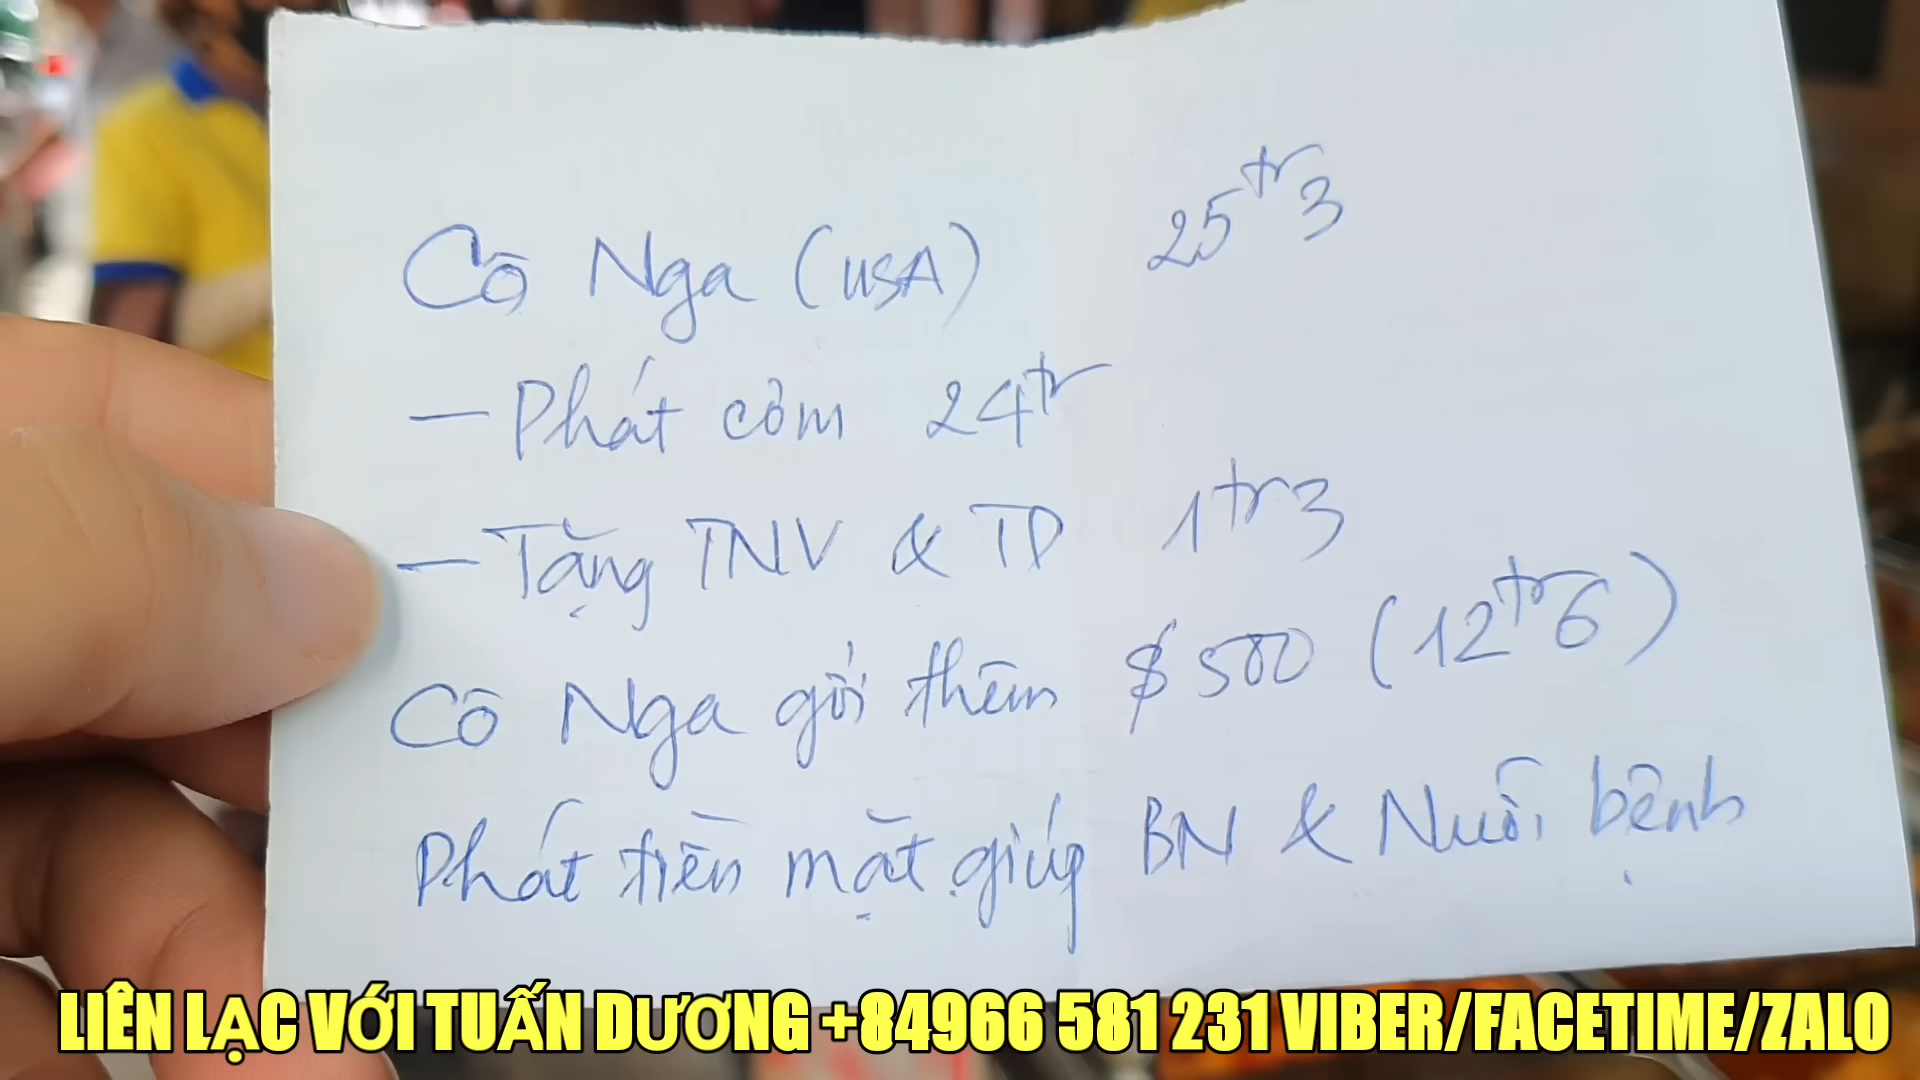 Cô Nga (USA) 25tr3
— Phát cơm 24tr
— Tặng TNV & TD 1tr3
Cô Nga gởi thêm $500 (12tr6)
Phát tiền mặt giúp BN & Nuôi bệnh
LIÊN LẠC VỚI TUẤN DƯƠNG +84966 581 231 VIBER/FACETIME/ZALO